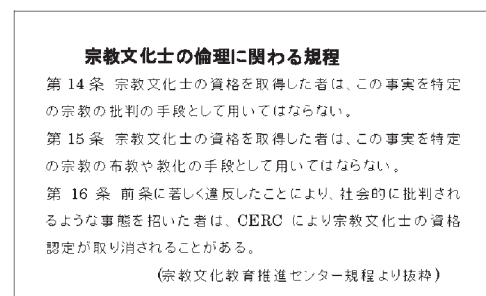 宗教文化士の倫理に関わる規程
第 14 条 宗教文化士の資格を取得した者は、この事実を特定
の宗教の批判の手段として用いてはならない。
第 15 条 宗教文化士の資格を取得した者は、この事実を特定
の宗教の布教や教化の手段として用いてはならない。
第 16 条 前条に著しく違反したことにより、社会的に批判され
るような事態を招いた者は、CERC により宗教文化士の資格
認定が取り消されることがある。
(宗教文化教育推進センター規程より抜粋)